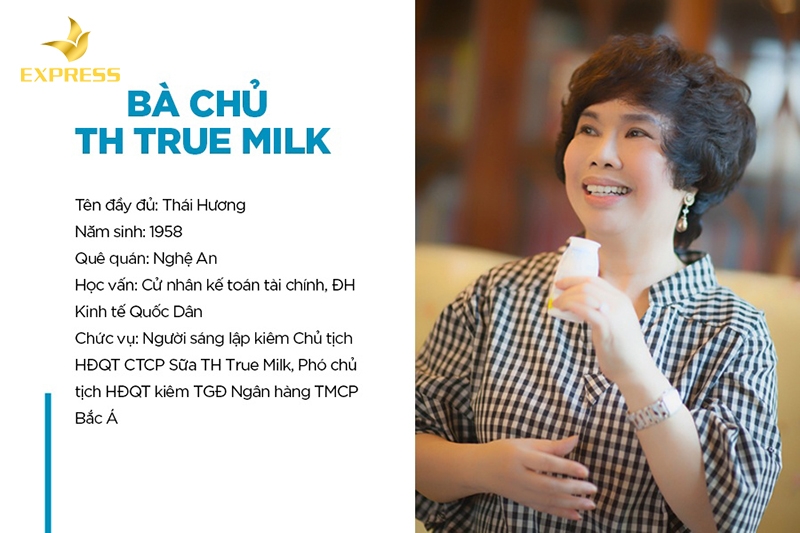 EXPRESS
BÀ CHỦ
TH TRUE MILK
Tên đầy đủ: Thái Hương
Năm sinh: 1958
Quê quán: Nghệ An
Học vấn: Cử nhân kế toán tài chính, ĐH
Kinh tế Quốc Dân
Chức vụ: Người sáng lập kiêm Chủ tịch
HĐQT CTCP Sữa TH True Milk, Phó chủ
tịch HĐQT kiêm TGĐ Ngân hàng TMCP
Bắc Á